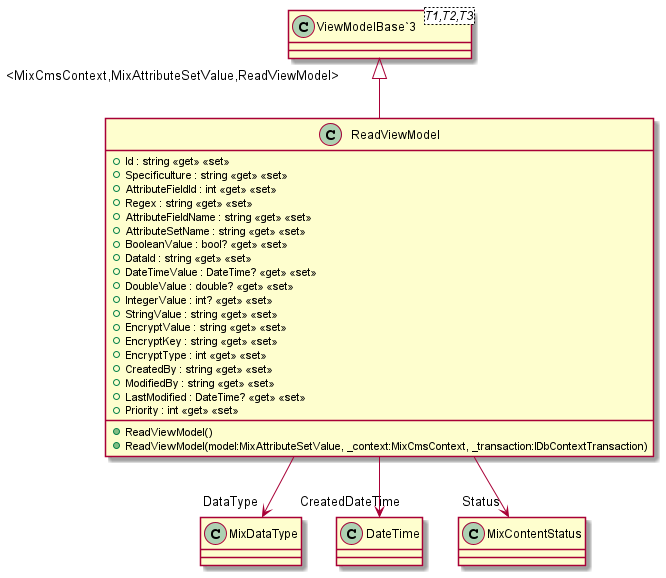 C ViewModelBase`3 T1,T2,T3
<MixCmsContext,MixAttributeSetValue,ReadViewModel>
C ReadViewModel
Id : string «get» «set»
Specificulture : string «get» «set»
AttributeFieldId : int «get» «set»
Regex : string «get» «set»
AttributeFieldName : string «get» «set»
AttributeSetName : string «get» «set»
BooleanValue : bool? «get» «set»
DataId : string «get» «set»
DateTimeValue : DateTime? «get» «set»
DoubleValue : double? «get» «set»
IntegerValue : int? «get» «set»
StringValue : string «get» «set»
EncryptValue : string «get» «set»
EncryptKey : string «get» «set»
EncryptType : int «get» «set»
CreatedBy : string «get» «set»
ModifiedBy : string «get» «set»
LastModified : DateTime? «get» «set»
Priority : int «get» «set»
ReadViewModel()
ReadViewModel(model:MixAttributeSetValue, _context:MixCmsContext, _transaction:IDbContextTransaction)
DataType CreatedDateTime Status
C MixDataType C DateTime C MixContentStatus